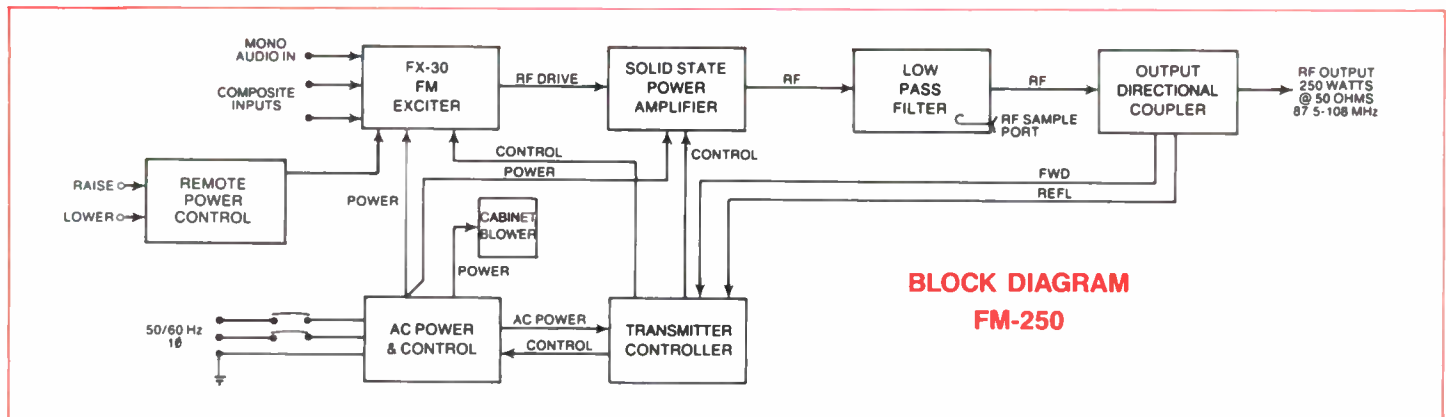 MONO
AUDIO IN
COMPOSITE
INPUTS
FX-30
FM
EXCITER
RF DRIVE
SOLID STATE
POWER
AMPLIFIER
RF
LOW
PASS
FILTER
RF SAMPLE
PORT
RF
OUTPUT
DIRECTIONAL
COUPLER
RF OUTPUT
250 WATTS
@ 50 OHMS
87 5-108 MHz
RAISE
LOWER
REMOTE
POWER
CONTROL
POWER
CONTROL
POWER
CONTROL
FWD
REFL
CABINET
BLOWER
POWER
50/60 Hz
1ø
AC POWER
& CONTROL
AC POWER
CONTROL
TRANSMITTER
CONTROLLER
BLOCK DIAGRAM
FM-250